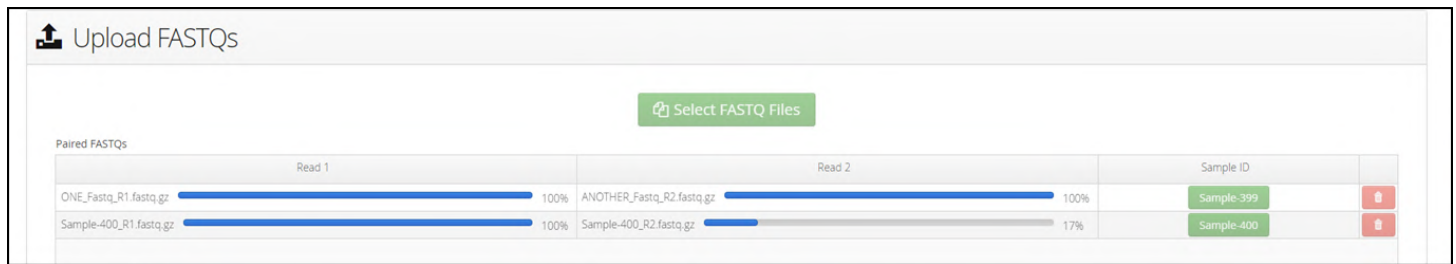 Upload FASTQs
Select FASTQ Files
Paired FASTQs
Read 1 Read 2 Sample ID
ONE_Fastq_R1.fastq.gz 100% ANOTHER_Fastq_R2.fastq.gz 100% Sample-399
Sample-400_R1.fastq.gz 100% Sample-400_R2.fastq.gz 17% Sample-400